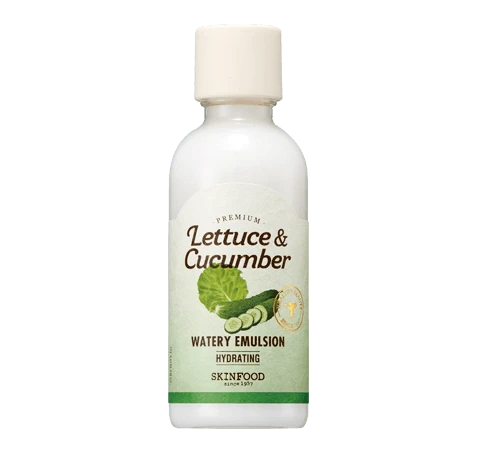 PREMIUM
Lettuce &
Cucumber
WATERY EMULSION
HYDRATING
SKINFOOD
since 1957